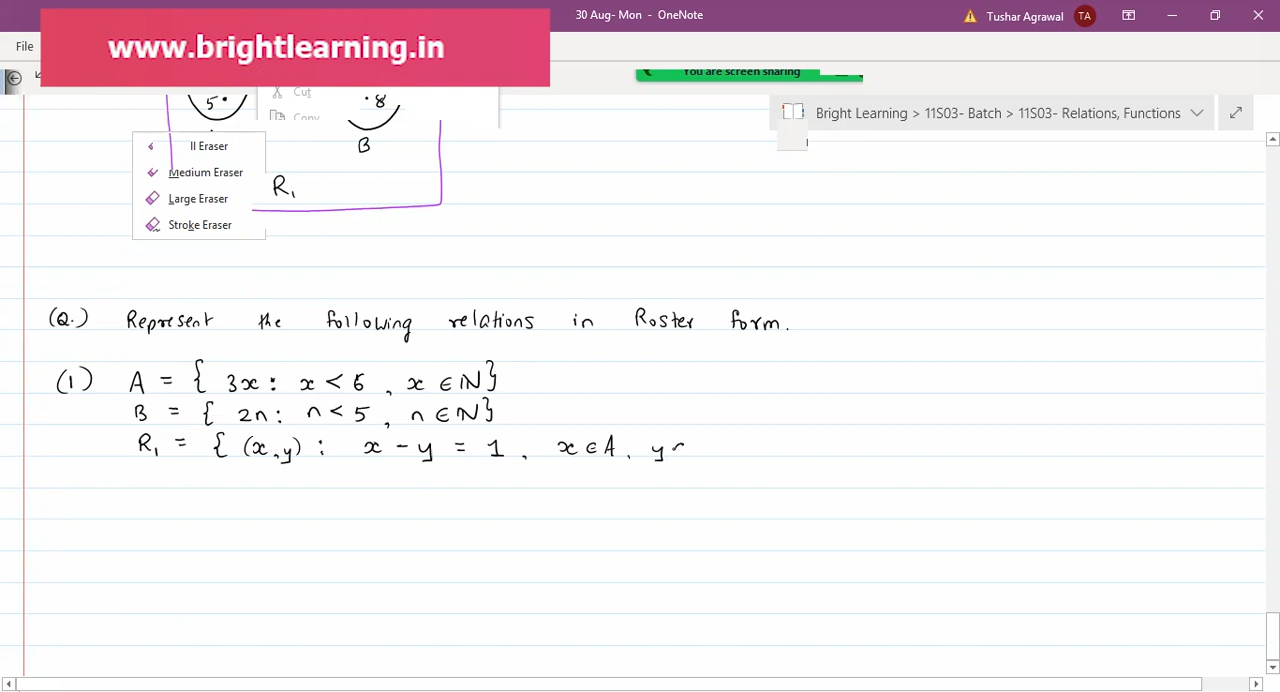 30 Aug- Mon - OneNote
Tushar Agrawal TA
www.brightlearning.in
File
You are screen sharing
Cut
Copy
Bright Learning > 11S03- Batch > 11S03- Relations, Functions
5 .
. 8
B
ll Eraser
Medium Eraser
Large Eraser
Stroke Eraser
R₁
(Q.) Represent the following relations in Roster form.
(1) A = { 3x : x < 6 , x ∈ N }
B = { 2n : n < 5 , n ∈ N }
R₁ = { (x,y) : x - y = 1 , x ∈ A , y